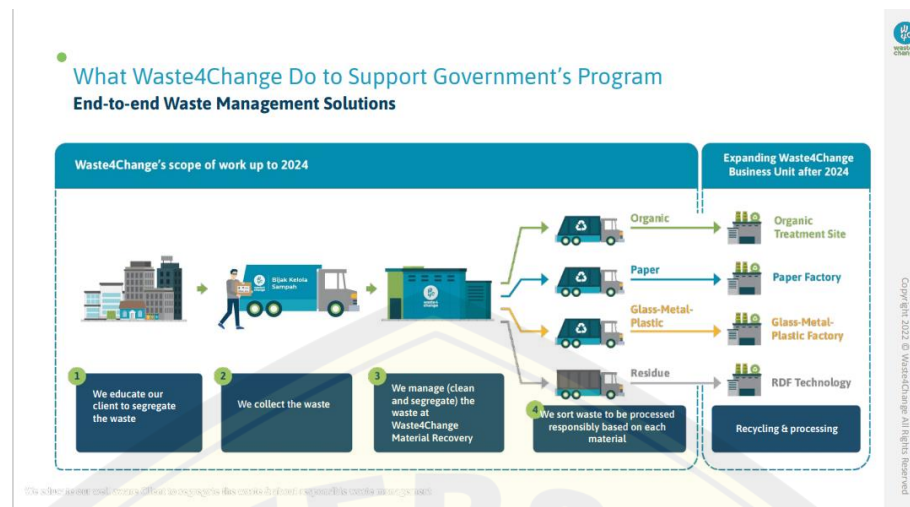 What Waste4Change Do to Support Government's Program
End-to-end Waste Management Solutions
waste4
change
Waste4Change's scope of work up to 2024
Expanding Waste4Change
Business Unit after 2024
Organic
Organic
Treatment Site
Bijak Kelola
Sampah
Paper
Paper Factory
Glass-Metal-
Plastic
Glass-Metal-
Plastic Factory
Residue
RDF Technology
1
We educate our
client to segregate
the waste
2
We collect the waste
3
We manage (clean
and segregate) the
waste at
Waste4Change
Material Recovery
4
We sort waste to be processed
responsibly based on each
material
Recycling & processing
Copyright 2022 © Waste4Change All Rights Reserved